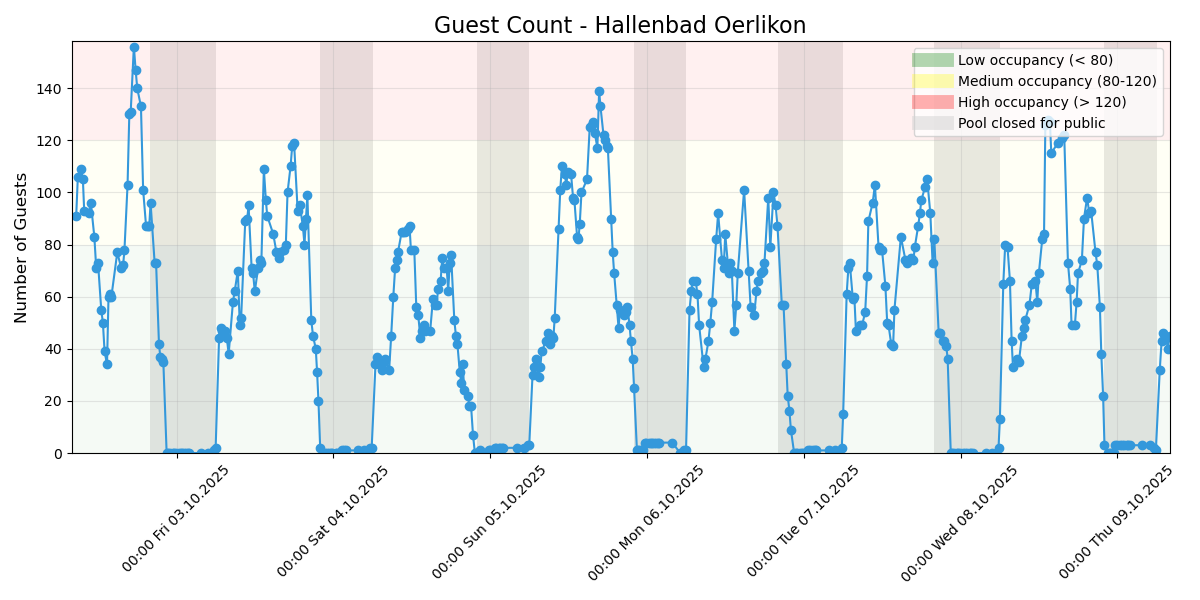 Guest Count - Hallenbad Oerlikon
Low occupancy (< 80)
Medium occupancy (80-120)
High occupancy (> 120)
Pool closed for public
Number of Guests
140
120
100
80
60
40
20
0
00:00 Fri 03.10.2025
00:00 Sat 04.10.2025
00:00 Sun 05.10.2025
00:00 Mon 06.10.2025
00:00 Tue 07.10.2025
00:00 Wed 08.10.2025
00:00 Thu 09.10.2025